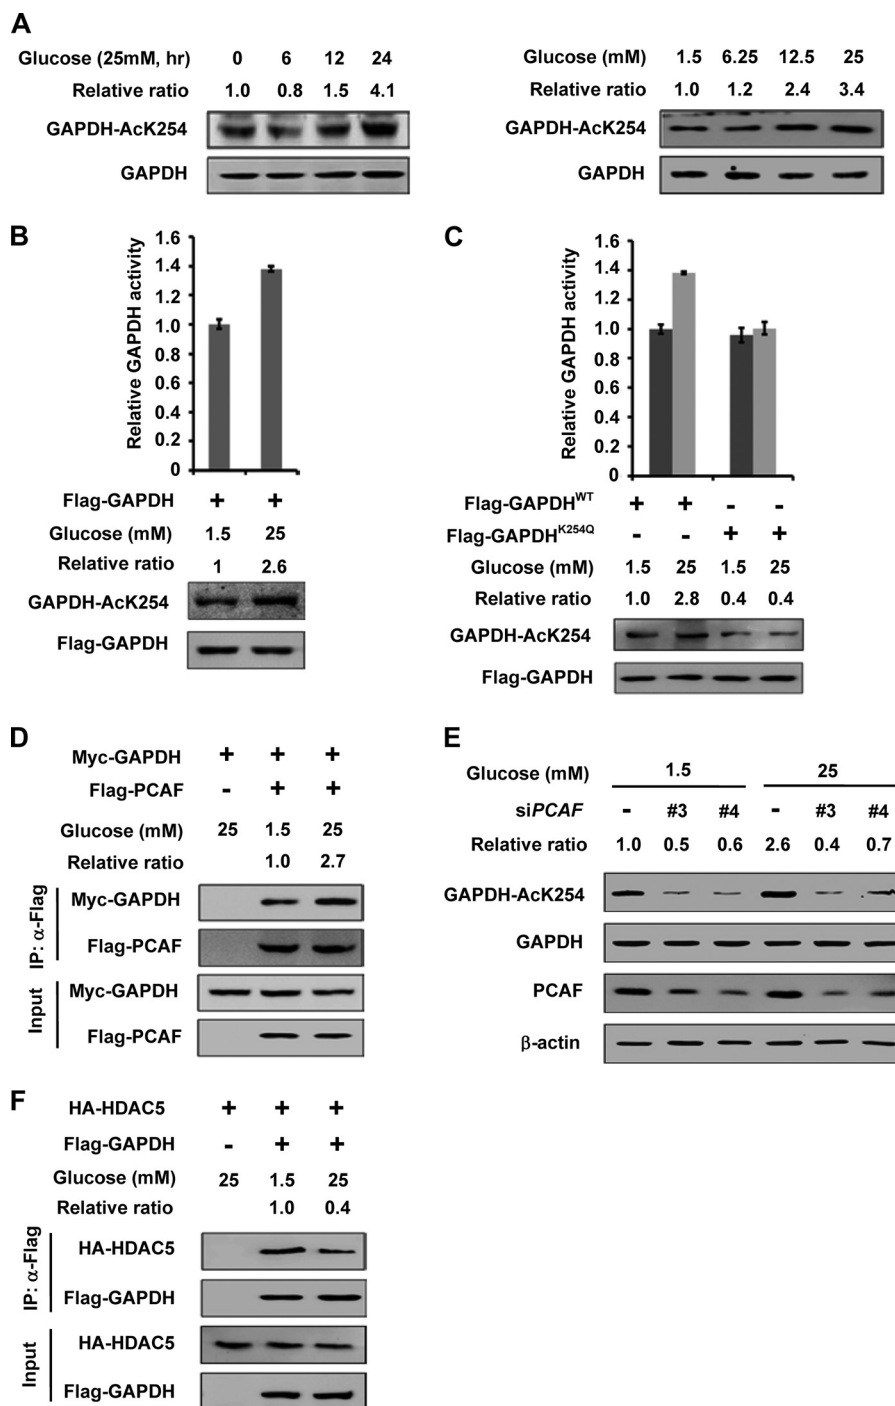 A
Glucose (25mM, hr) 0 6 12 24
Relative ratio 1.0 0.8 1.5 4.1
GAPDH-AcK254
GAPDH
Glucose (mM) 1.5 6.25 12.5 25
Relative ratio 1.0 1.2 2.4 3.4
GAPDH-AcK254
GAPDH
B
Relative GAPDH activity
1.6
1.4
1.2
1.0
0.8
0.6
0.4
0.2
0
Flag-GAPDH + +
Glucose (mM) 1.5 25
Relative ratio 1 2.6
GAPDH-AcK254
Flag-GAPDH
C
Relative GAPDH activity
1.6
1.4
1.2
1.0
0.8
0.6
0.4
0.2
0
Flag-GAPDHWT + + - -
Flag-GAPDHK254Q - - + +
Glucose (mM) 1.5 25 1.5 25
Relative ratio 1.0 2.8 0.4 0.4
GAPDH-AcK254
Flag-GAPDH
D
Myc-GAPDH + + +
Flag-PCAF - + +
Glucose (mM) 25 1.5 25
Relative ratio 1.0 2.7
IP: α-Flag
Myc-GAPDH
Flag-PCAF
Input
Myc-GAPDH
Flag-PCAF
E
Glucose (mM) 1.5 25
siPCAF - #3 #4 - #3 #4
Relative ratio 1.0 0.5 0.6 2.6 0.4 0.7
GAPDH-AcK254
GAPDH
PCAF
β-actin
F
HA-HDAC5 + + +
Flag-GAPDH - + +
Glucose (mM) 25 1.5 25
Relative ratio 1.0 0.4
IP: α-Flag
HA-HDAC5
Flag-GAPDH
Input
HA-HDAC5
Flag-GAPDH